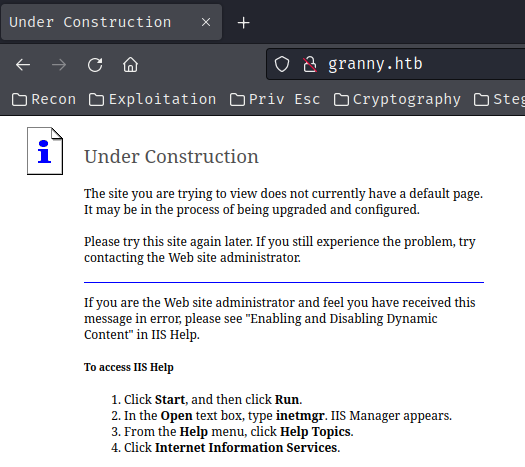 Under Construction
granny.htb
Recon Exploitation Priv Esc Cryptography Steg
Under Construction
The site you are trying to view does not currently have a default page.
It may be in the process of being upgraded and configured.
Please try this site again later. If you still experience the problem, try
contacting the Web site administrator.
If you are the Web site administrator and feel you have received this
message in error, please see "Enabling and Disabling Dynamic
Content" in IIS Help.
To access IIS Help
1. Click Start, and then click Run.
2. In the Open text box, type inetmgr. IIS Manager appears.
3. From the Help menu, click Help Topics.
4. Click Internet Information Services.